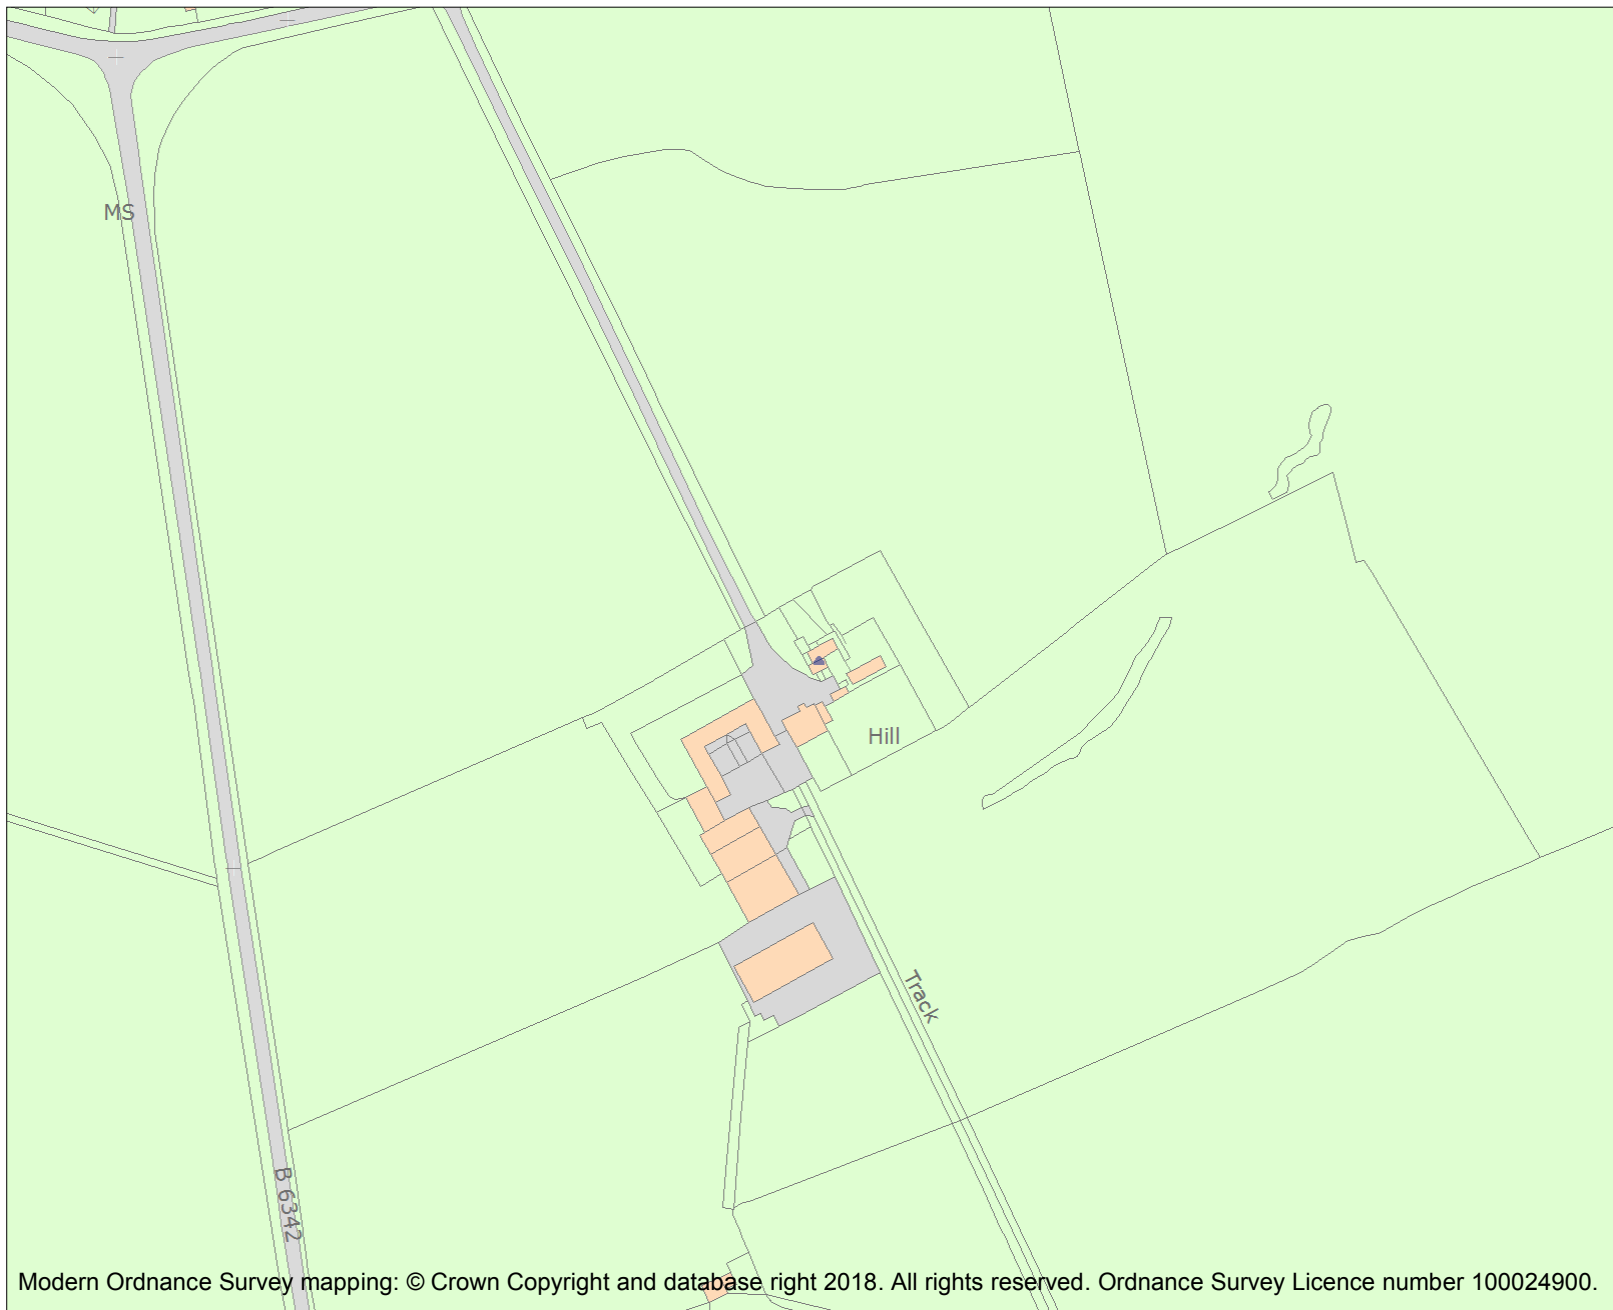 MS
Hill
Track
B 6342
Modern Ordnance Survey mapping: © Crown Copyright and database right 2018. All rights reserved. Ordnance Survey Licence number 100024900.